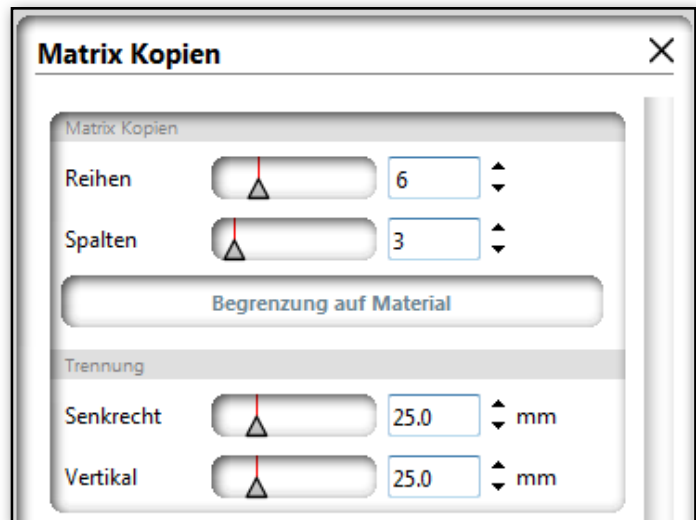 Matrix Kopien
Matrix Kopien
Reihen 6
Spalten 3
Begrenzung auf Material
Trennung
Senkrecht 25.0 mm
Vertikal 25.0 mm